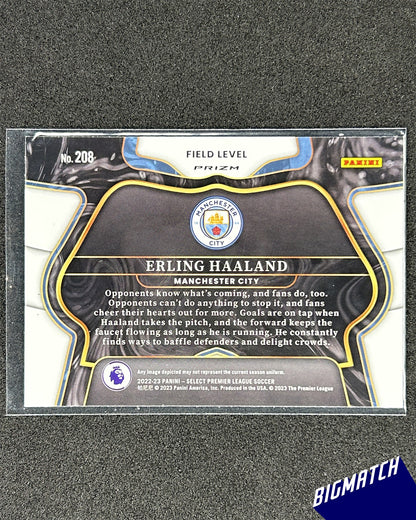 No. 208
FIELD LEVEL
PRIZM
PANINI
MANCHESTER
CITY
ERLING HAALAND
MANCHESTER CITY
Opponents know what's coming, and fans do, too.
Opponents can't do anything to stop it, and fans
cheer their hearts out for more. Goals are on tap when
Haaland takes the pitch, and the forward keeps the
faucet flowing as long as he is running. He constantly
finds ways to baffle defenders and delight crowds.
Any image depicted may not represent the current season uniform.
2022-23 PANINI – SELECT PREMIER LEAGUE SOCCER
© 2023 Panini America, Inc. Produced in the USA. © 2023 The Premier League
BIGMATCH